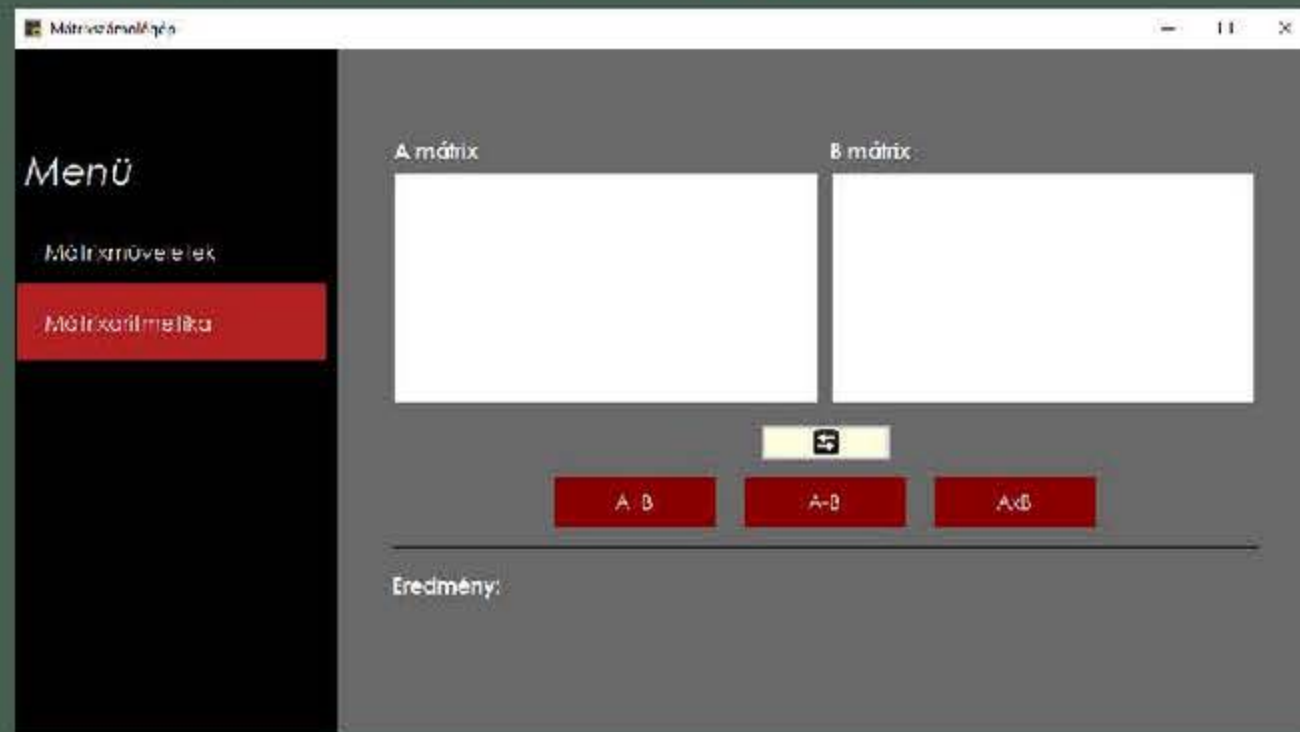 Mátrixszámológép
Menü
Mátrixműveletek
Mátrixaritmetika
A mátrix
B mátrix
A+B
A-B
AxB
Eredmény: